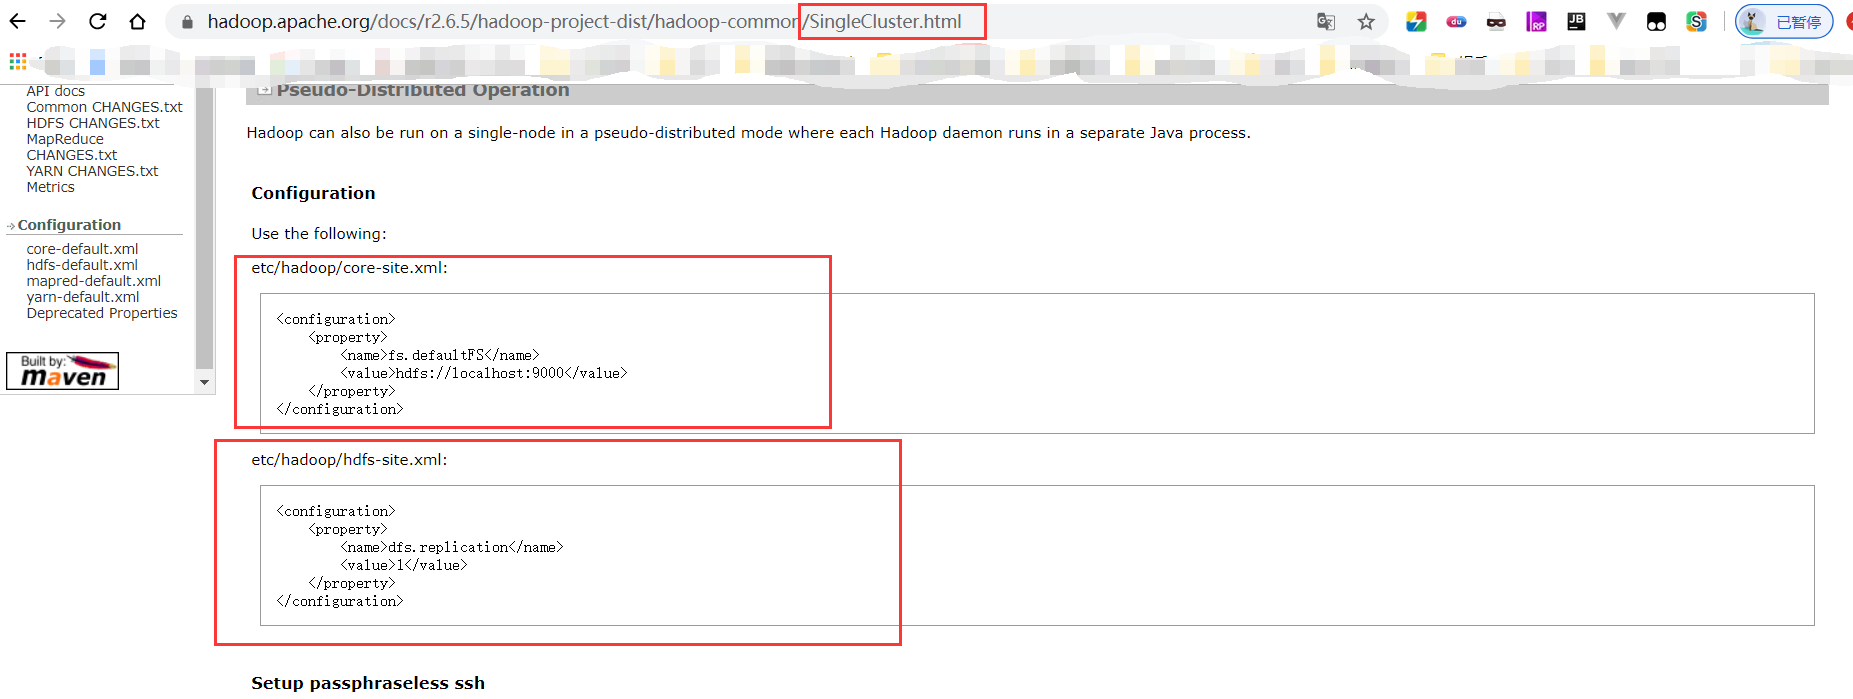 hadoop.apache.org/docs/r2.6.5/hadoop-project-dist/hadoop-common/SingleCluster.html
已暂停
API docs
Common CHANGES.txt
HDFS CHANGES.txt
MapReduce
CHANGES.txt
YARN CHANGES.txt
Metrics
Configuration
core-default.xml
hdfs-default.xml
mapred-default.xml
yarn-default.xml
Deprecated Properties
Built by:
maven
Pseudo-Distributed Operation
Hadoop can also be run on a single-node in a pseudo-distributed mode where each Hadoop daemon runs in a separate Java process.
Configuration
Use the following:
etc/hadoop/core-site.xml:
<configuration>
    <property>
        <name>fs.defaultFS</name>
        <value>hdfs://localhost:9000</value>
    </property>
</configuration>
etc/hadoop/hdfs-site.xml:
<configuration>
    <property>
        <name>dfs.replication</name>
        <value>1</value>
    </property>
</configuration>
Setup passphraseless ssh